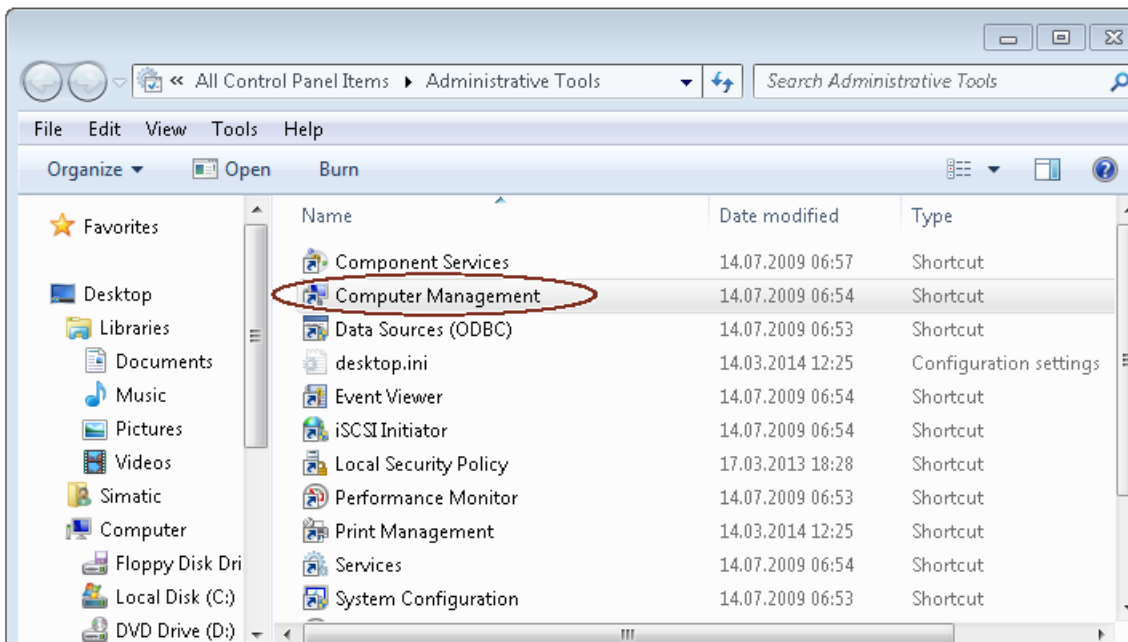 « All Control Panel Items ▸ Administrative Tools Search Administrative Tools
File Edit View Tools Help
Organize Open Burn
Favorites
Desktop
Libraries
Documents
Music
Pictures
Videos
Simatic
Computer
Floppy Disk Dri
Local Disk (C:)
DVD Drive (D:)
Name Date modified Type
Component Services 14.07.2009 06:57 Shortcut
Computer Management 14.07.2009 06:54 Shortcut
Data Sources (ODBC) 14.07.2009 06:53 Shortcut
desktop.ini 14.03.2014 12:25 Configuration settings
Event Viewer 14.07.2009 06:54 Shortcut
iSCSI Initiator 14.07.2009 06:54 Shortcut
Local Security Policy 17.03.2013 18:28 Shortcut
Performance Monitor 14.07.2009 06:53 Shortcut
Print Management 14.03.2014 12:25 Shortcut
Services 14.07.2009 06:54 Shortcut
System Configuration 14.07.2009 06:53 Shortcut